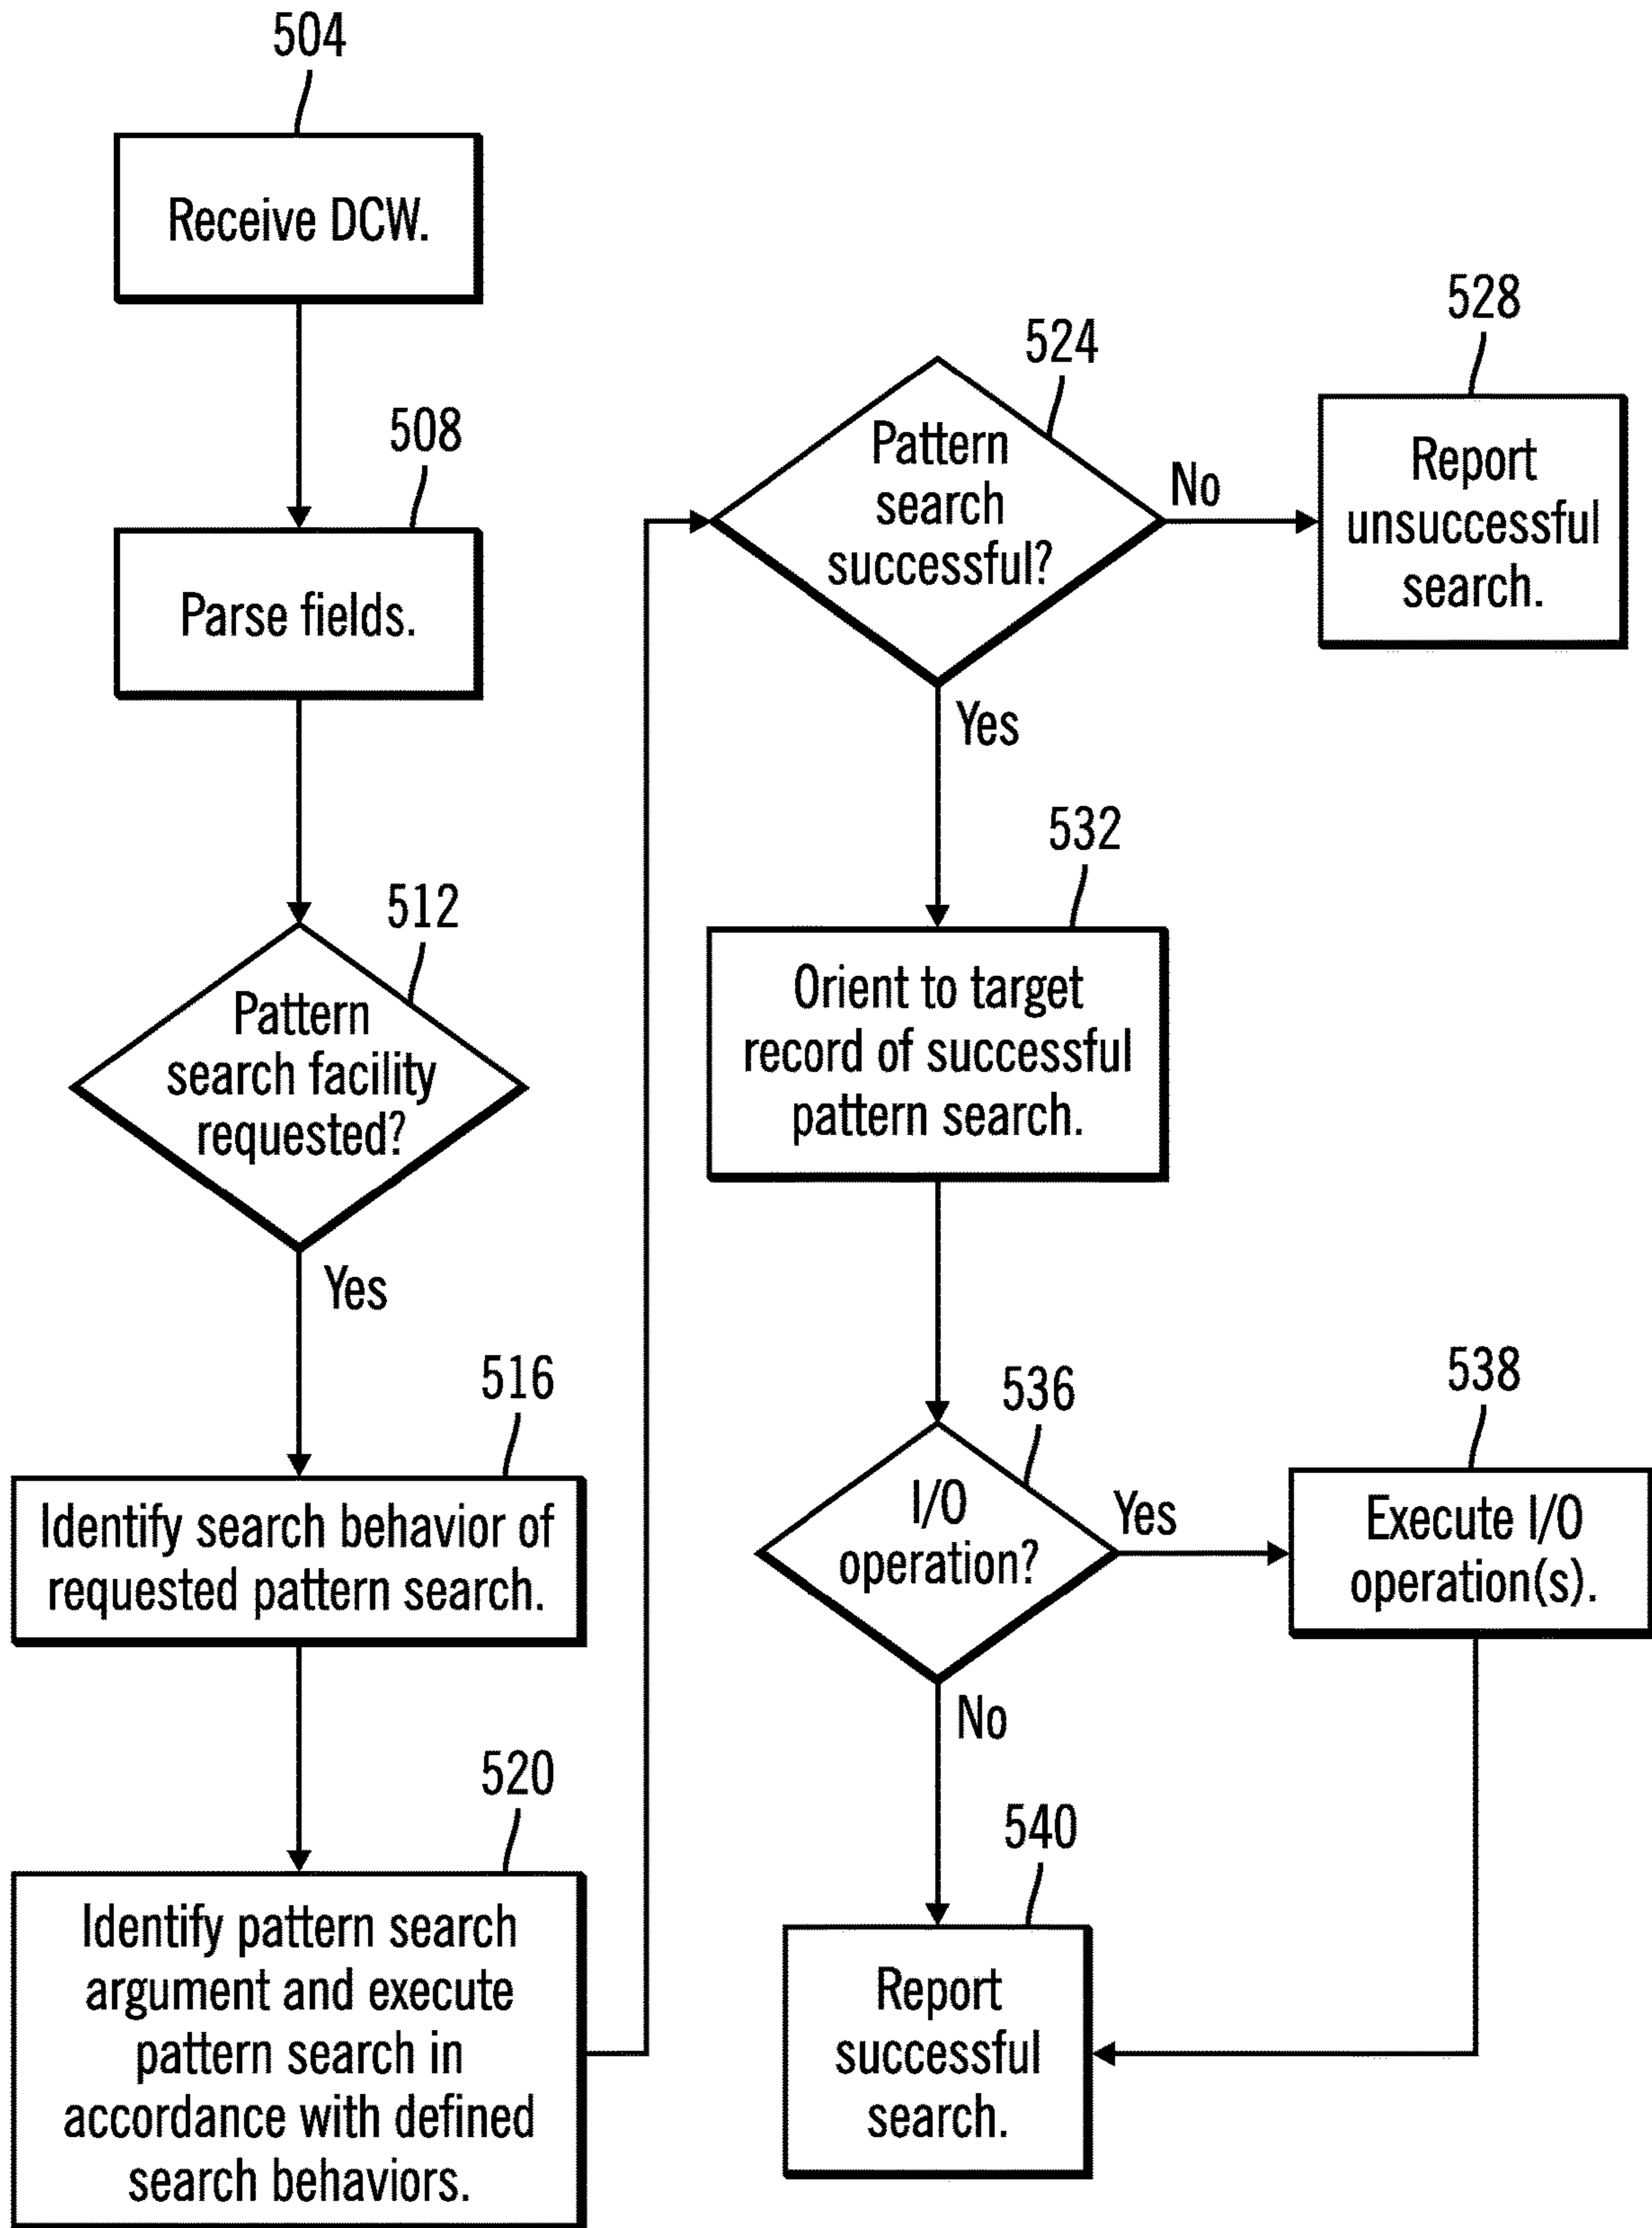 504
Receive DCW.
508
Parse fields.
512
Pattern
search facility
requested?
Yes
516
Identify search behavior of
requested pattern search.
520
Identify pattern search
argument and execute
pattern search in
accordance with defined
search behaviors.
524
Pattern
search
successful?
No
528
Report
unsuccessful
search.
Yes
532
Orient to target
record of successful
pattern search.
536
I/O
operation?
Yes
538
Execute I/O
operation(s).
No
540
Report
successful
search.